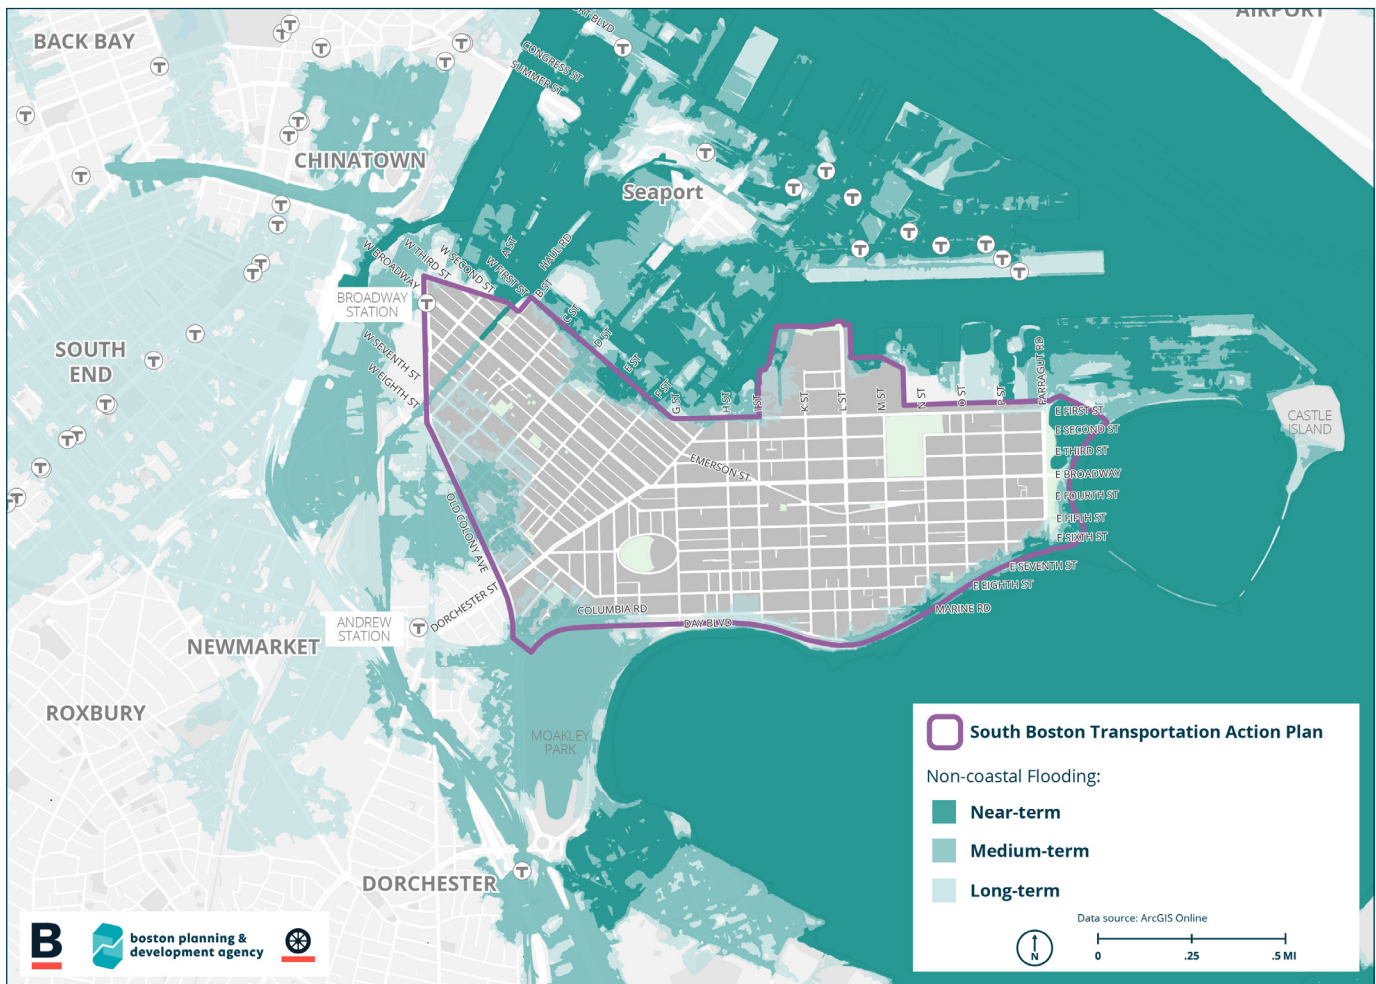 AIRPORT
BACK BAY
RT BLVD
CONGRESS ST
SUMMER ST
CHINATOWN
Seaport
W BROADWAY
W THIRD ST
W SECOND ST
W FIRST ST
A ST
HAUL RD
B ST
C ST
D ST
E ST
F ST
G ST
H ST
I ST
K ST
L ST
M ST
N ST
O ST
P ST
FARRAGUT RD
BROADWAY
STATION
W SEVENTH ST
W EIGHTH ST
SOUTH
END
CASTLE
ISLAND
E FIRST ST
E SECOND ST
E THIRD ST
E BROADWAY
E FOURTH ST
E FIFTH ST
E SIXTH ST
E SEVENTH ST
E EIGHTH ST
MARINE RD
EMERSON ST
OLD COLONY AVE
DORCHESTER ST
COLUMBIA RD
DAY BLVD
ANDREW
STATION
NEWMARKET
ROXBURY
MOAKLEY
PARK
DORCHESTER
South Boston Transportation Action Plan
Non-coastal Flooding:
Near-term
Medium-term
Long-term
Data source: ArcGIS Online
N
0 .25 .5 MI
B
boston planning &
development agency